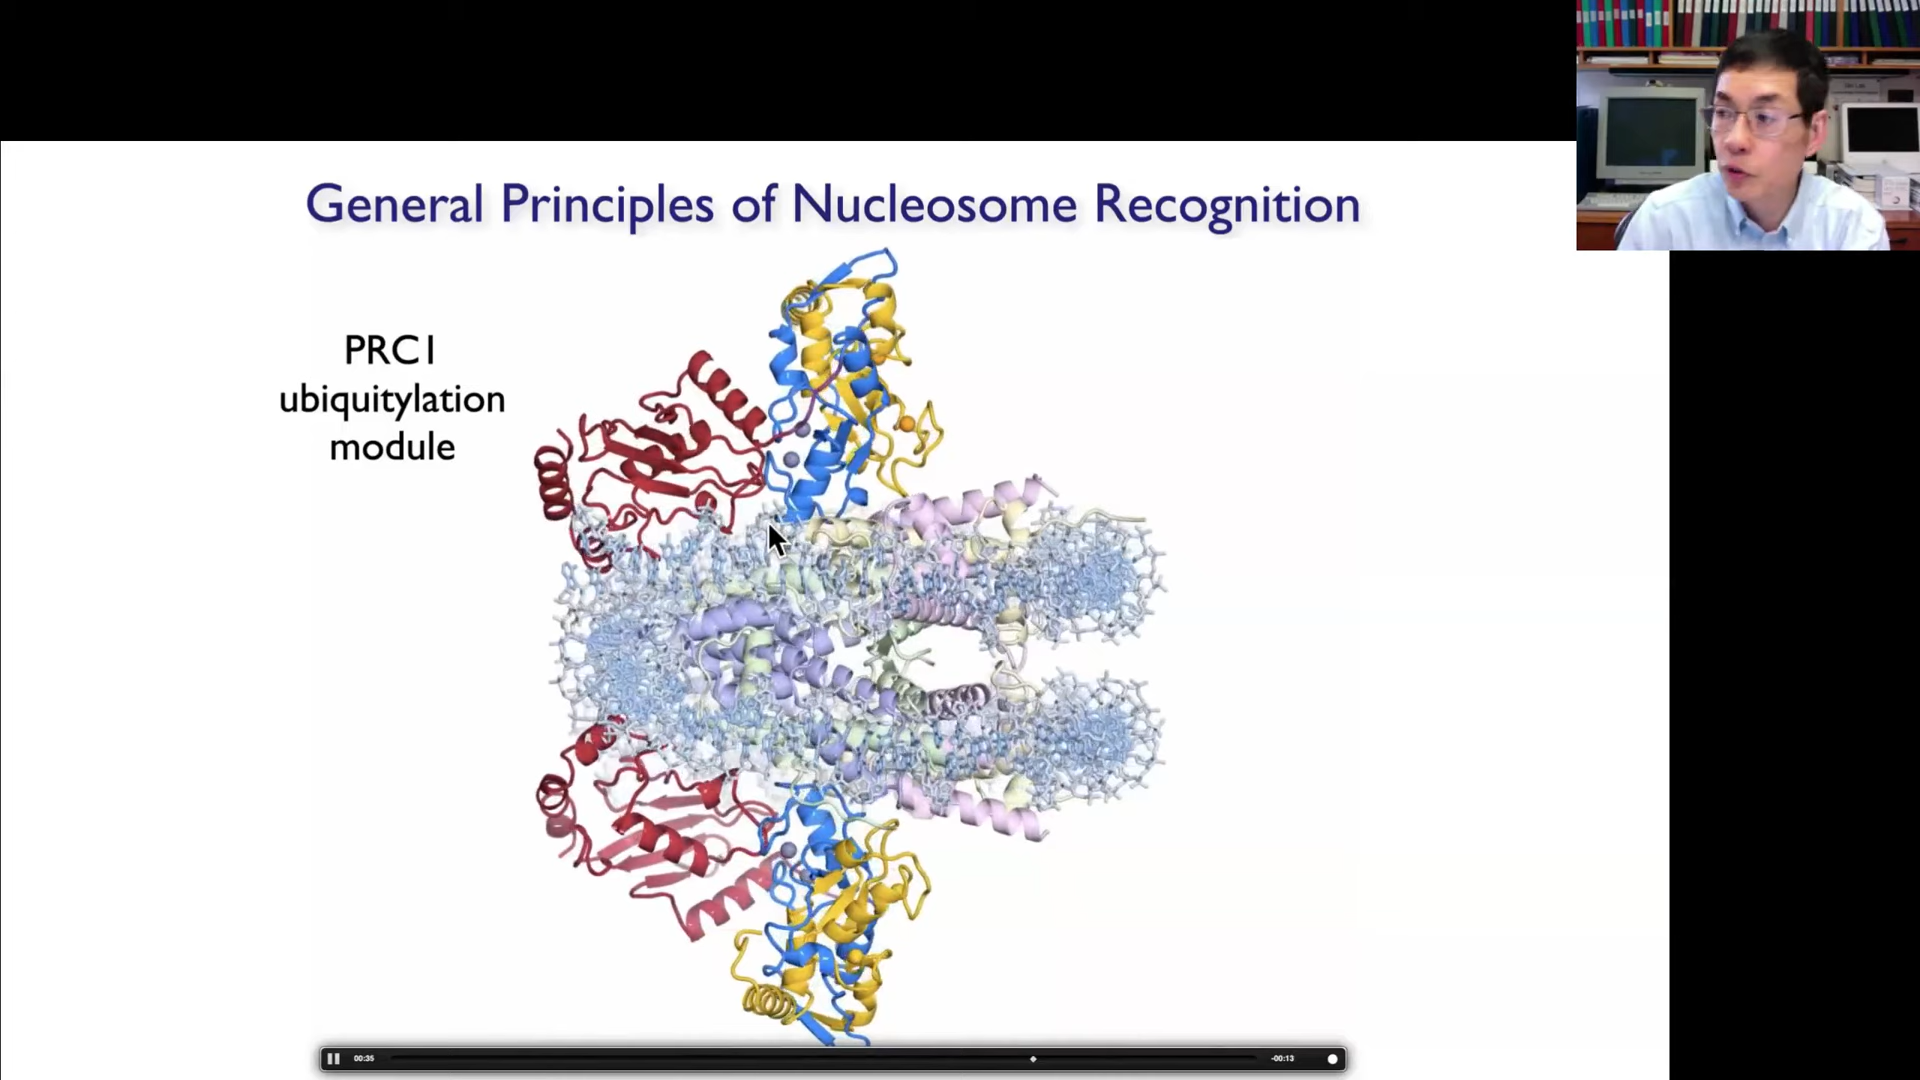 General Principles of Nucleosome Recognition
PRC1
ubiquitylation
module
00:35
-00:13